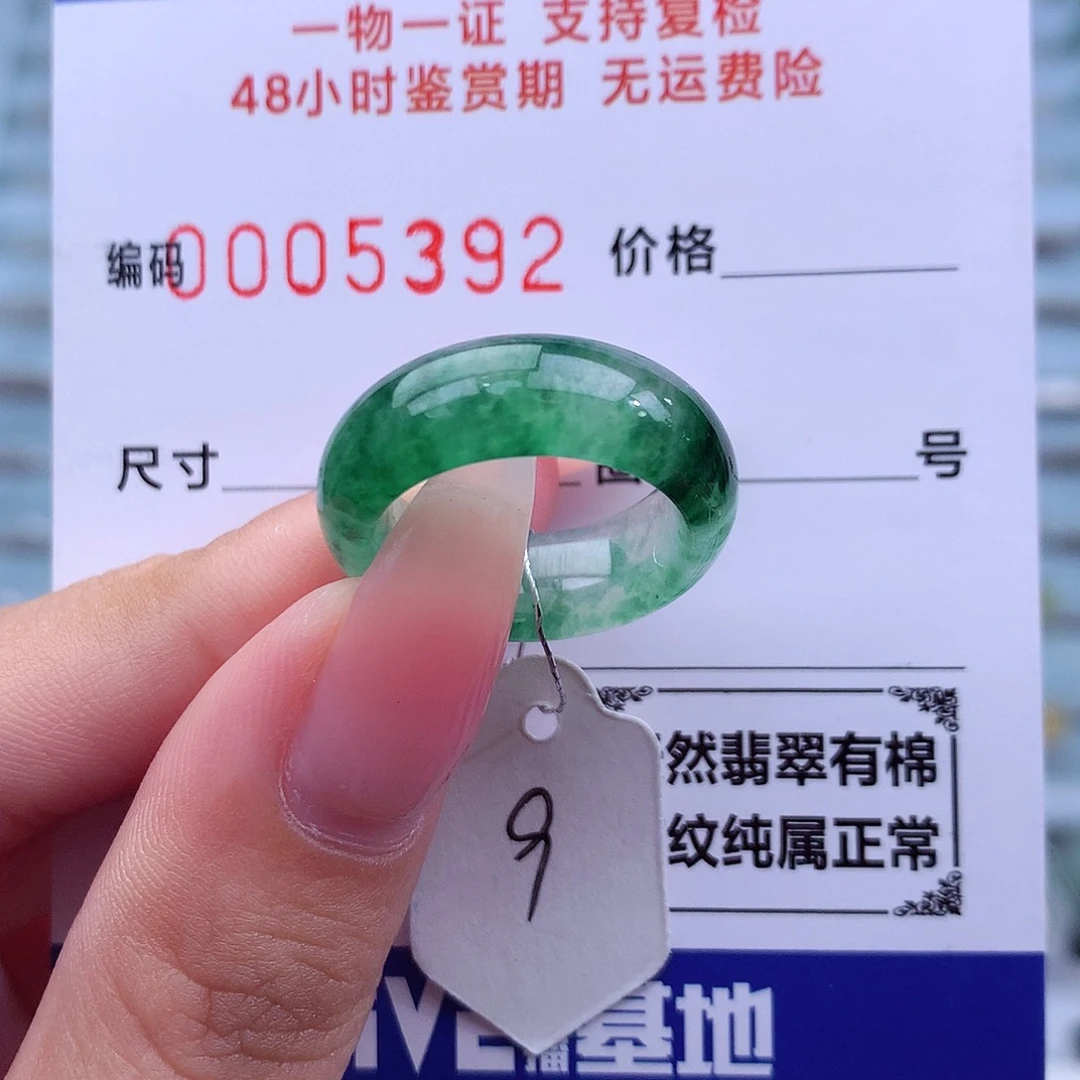 一物一证 支持复检
48小时鉴赏期 无运费险
编码0005392 价格
尺寸 号
然翡翠有棉
纹纯属正常
9
基地